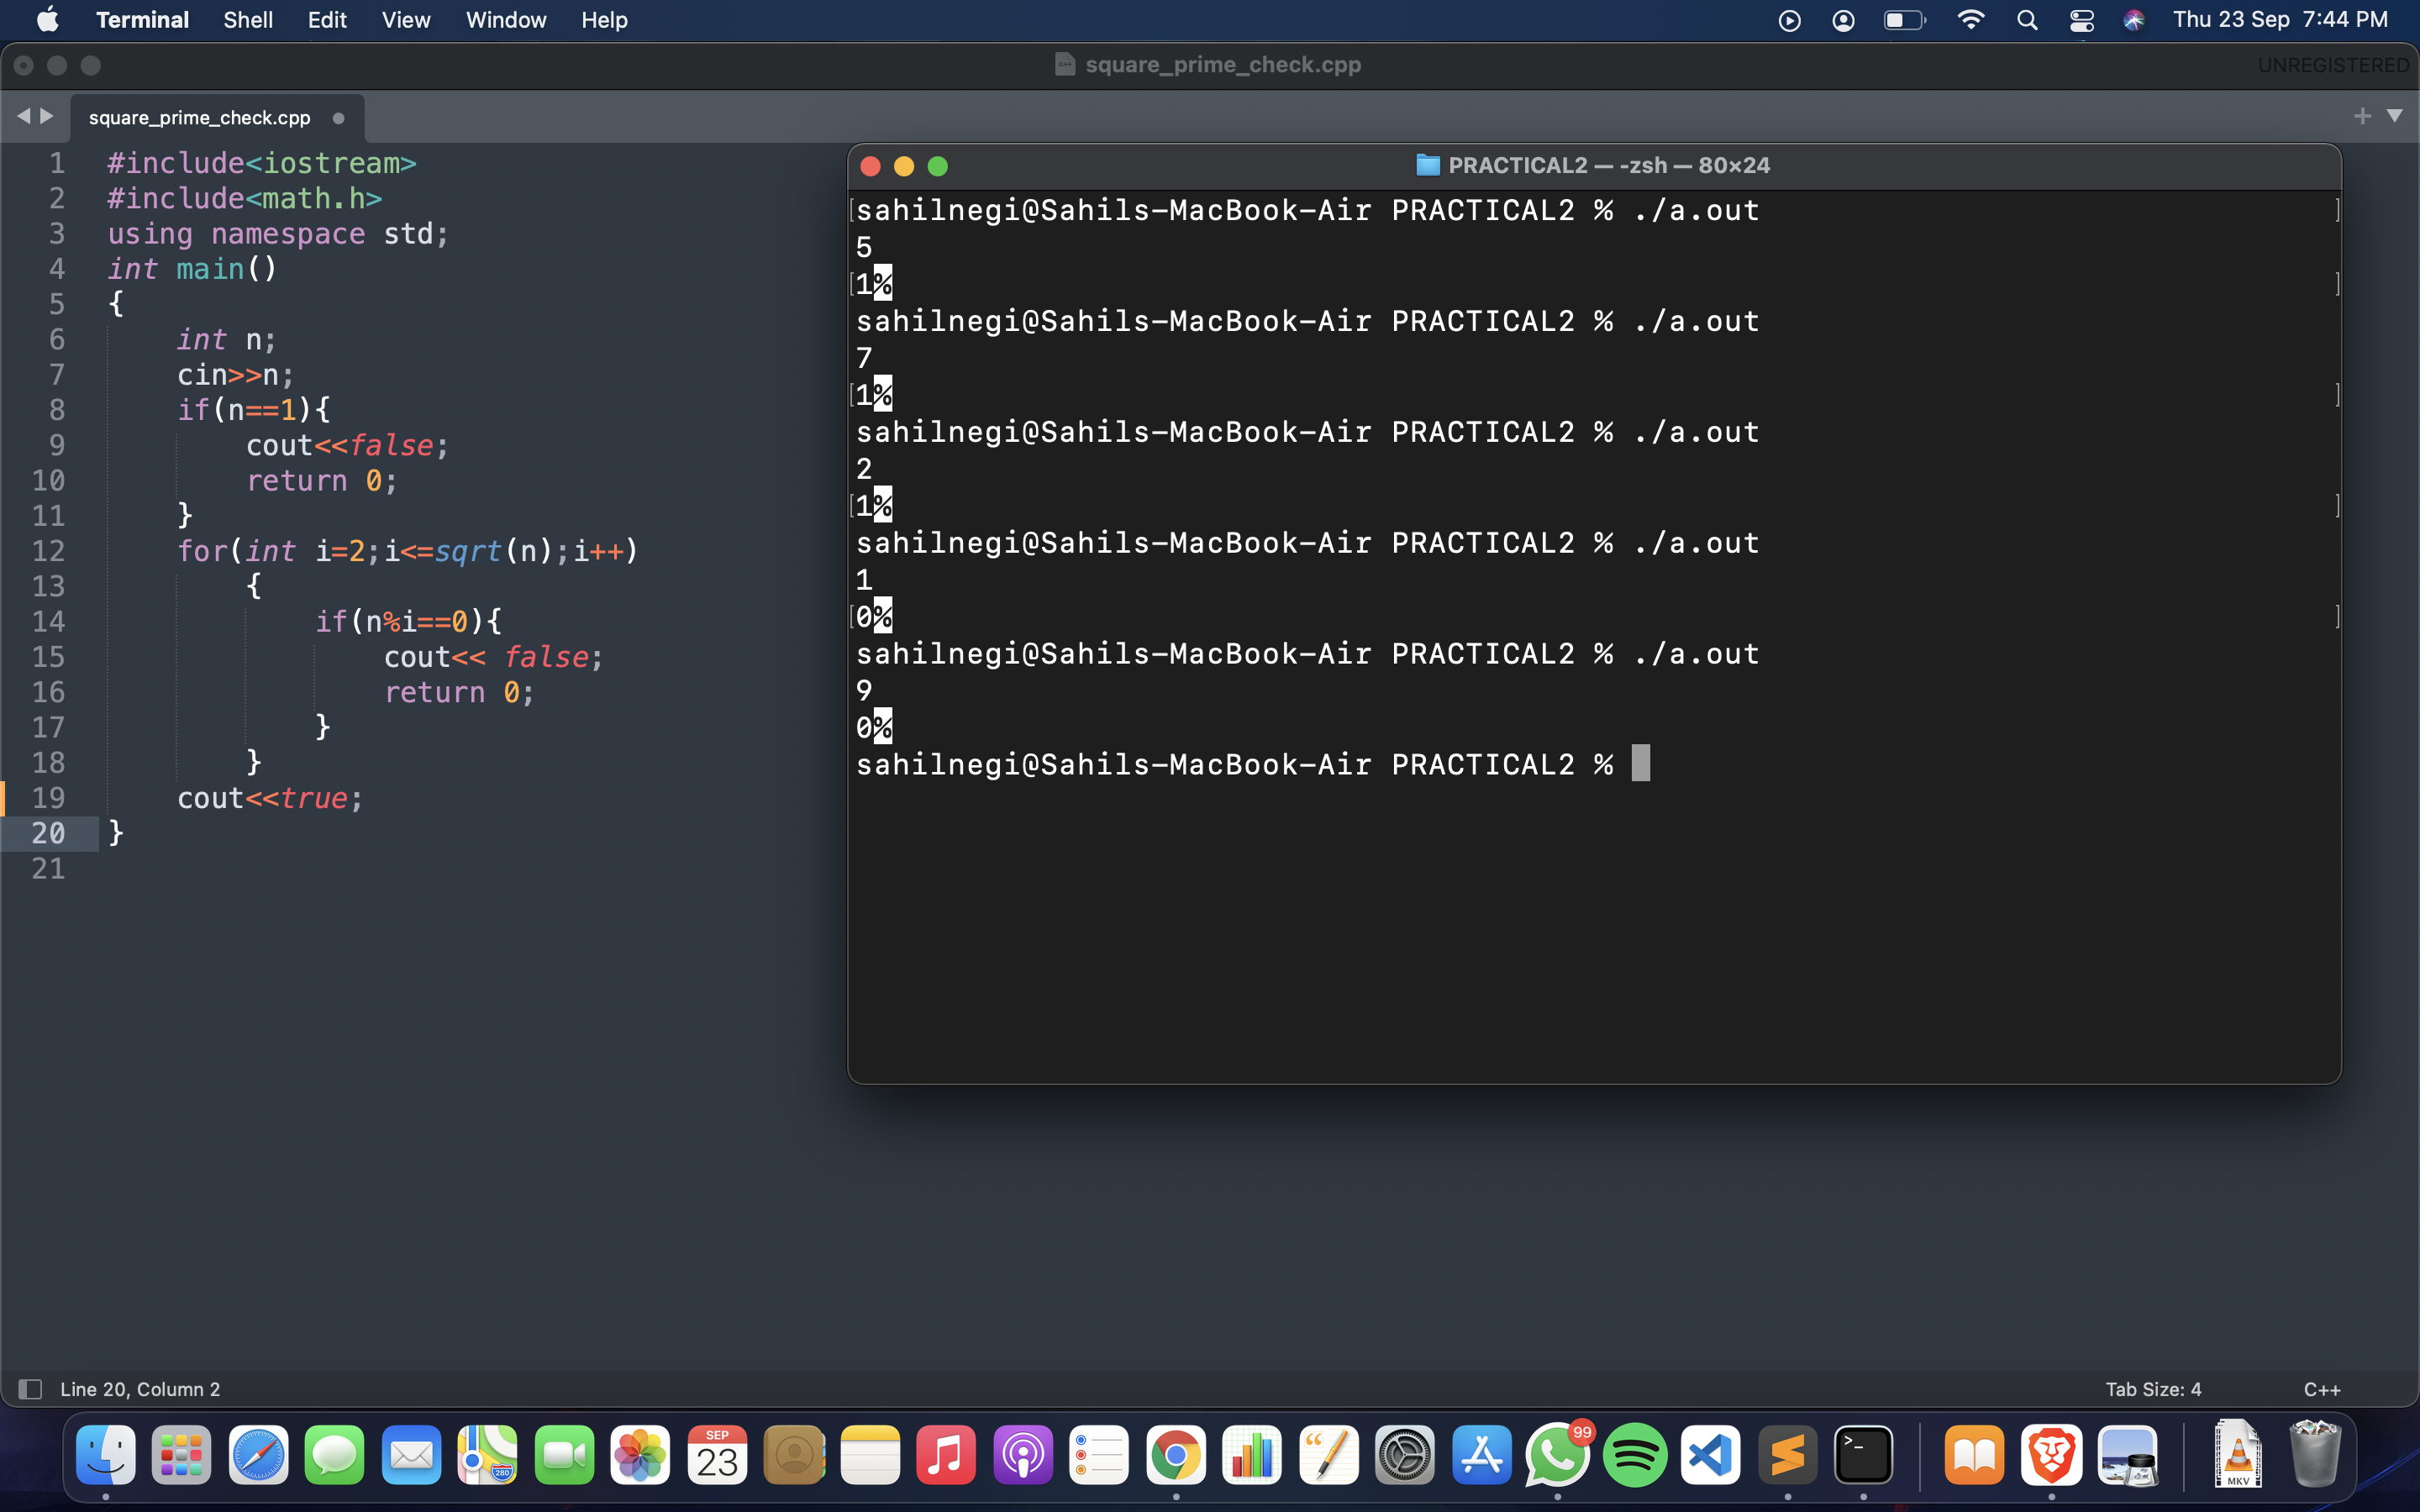 Terminal Shell Edit View Window Help Thu 23 Sep 7:44 PM
square_prime_check.cpp UNREGISTERED
square_prime_check.cpp
1 #include<iostream>
2 #include<math.h>
3 using namespace std;
4 int main()
5 {
6 int n;
7 cin>>n;
8 if(n==1){
9 cout<<false;
10 return 0;
11 }
12 for(int i=2;i<=sqrt(n);i++)
13 {
14 if(n%i==0){
15 cout<< false;
16 return 0;
17 }
18 }
19 cout<<true;
20 }
21
PRACTICAL2 — -zsh — 80×24
[sahilnegi@Sahils-MacBook-Air PRACTICAL2 % ./a.out ]
5
[1% ]
sahilnegi@Sahils-MacBook-Air PRACTICAL2 % ./a.out
7
[1% ]
sahilnegi@Sahils-MacBook-Air PRACTICAL2 % ./a.out
2
[1% ]
sahilnegi@Sahils-MacBook-Air PRACTICAL2 % ./a.out
1
[0% ]
sahilnegi@Sahils-MacBook-Air PRACTICAL2 % ./a.out
9
0%
sahilnegi@Sahils-MacBook-Air PRACTICAL2 %
Line 20, Column 2 Tab Size: 4 C++
280
SEP
23
99
>_
MKV